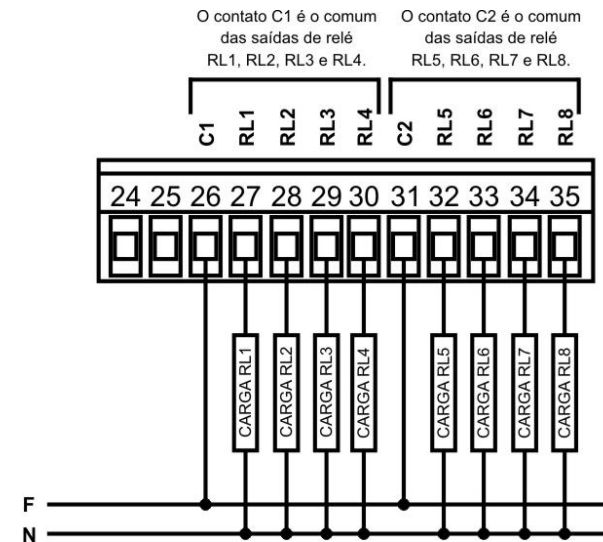 O contato C1 é o comum
das saídas de relé
RL1, RL2, RL3 e RL4.
O contato C2 é o comum
das saídas de relé
RL5, RL6, RL7 e RL8.
C1 RL1 RL2 RL3 RL4 C2 RL5 RL6 RL7 RL8
24 25 26 27 28 29 30 31 32 33 34 35
CARGA RL1
CARGA RL2
CARGA RL3
CARGA RL4
CARGA RL5
CARGA RL6
CARGA RL7
CARGA RL8
F
N